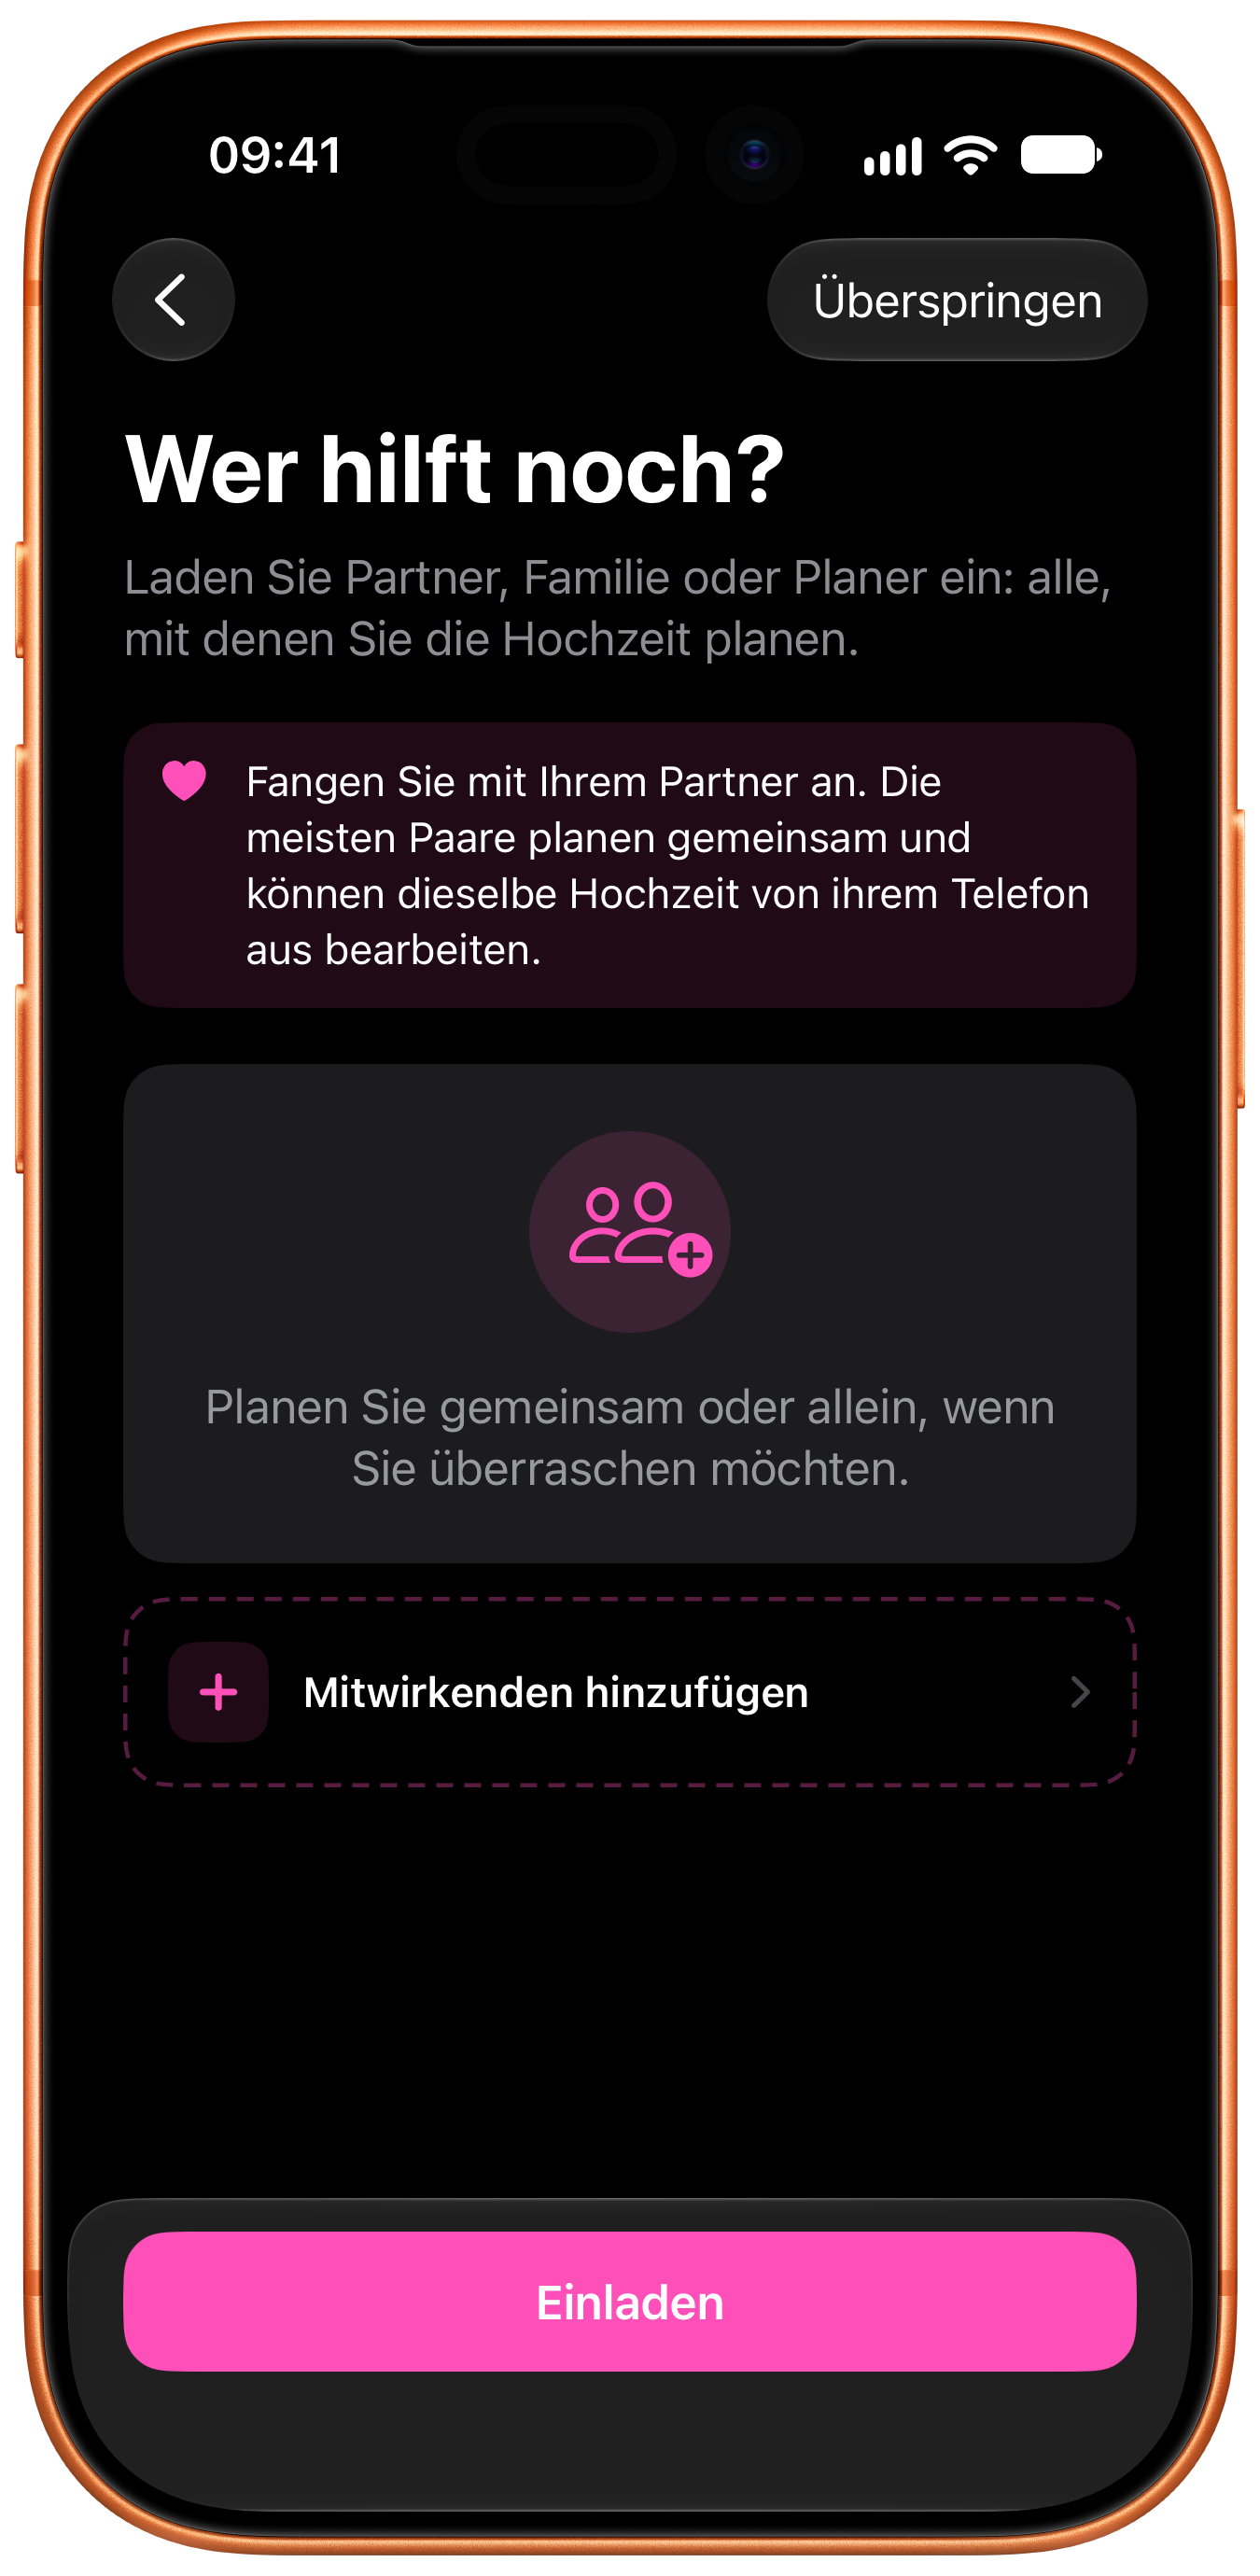 09:41
Überspringen
Wer hilft noch?
Laden Sie Partner, Familie oder Planer ein: alle,
mit denen Sie die Hochzeit planen.
Fangen Sie mit Ihrem Partner an. Die
meisten Paare planen gemeinsam und
können dieselbe Hochzeit von ihrem Telefon
aus bearbeiten.
Planen Sie gemeinsam oder allein, wenn
Sie überraschen möchten.
Mitwirkenden hinzufügen
Einladen